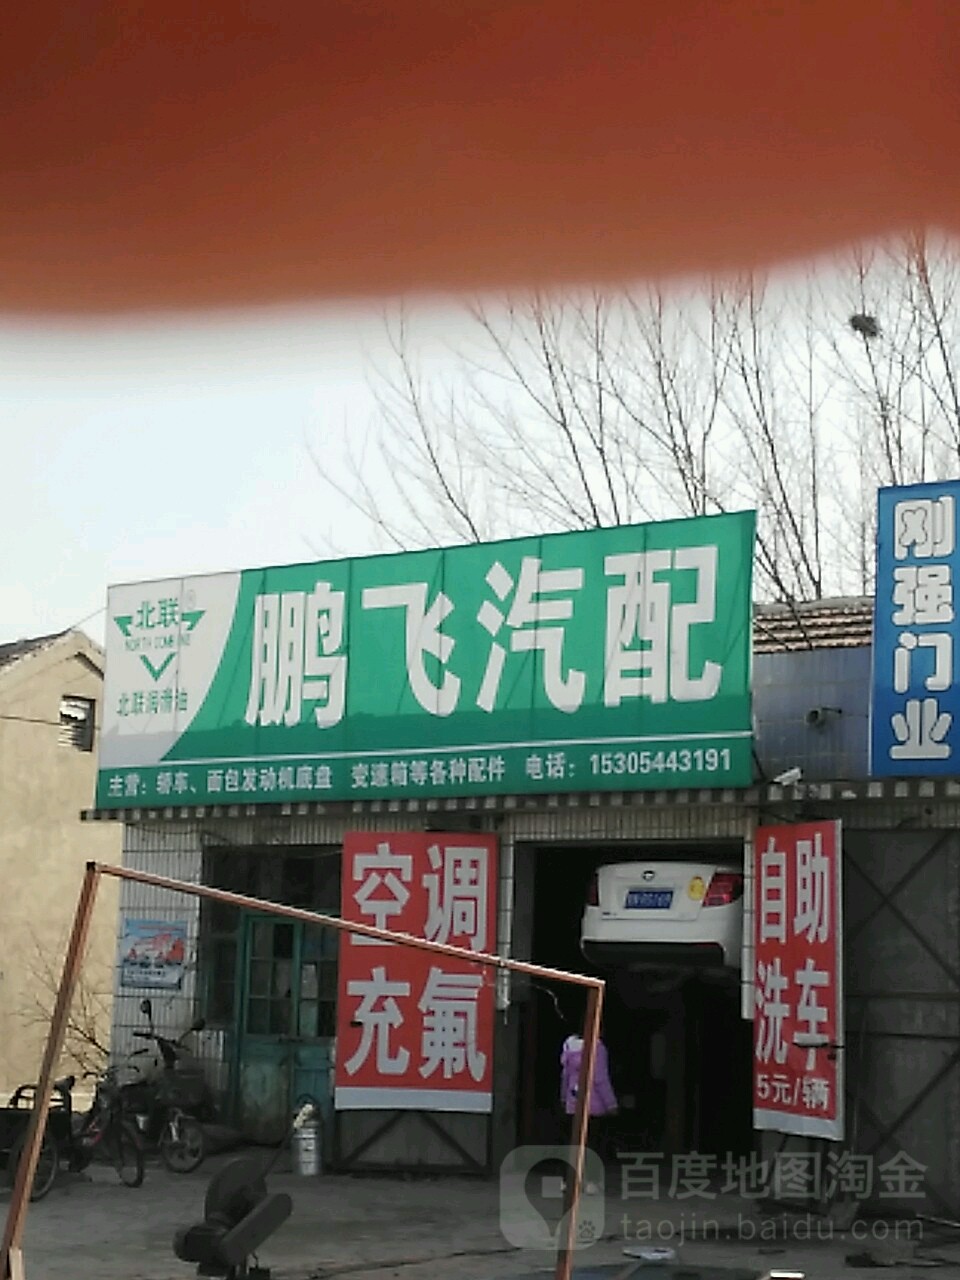 北联
NORTH
北联润滑油
鹏飞汽配
主营：轿车、面包发动机底盘 变速箱等各种配件 电话：15305443191
刚强门业
空调
充氟
自助
洗车
5元/辆
百度地图淘金
taojin.baidu.com